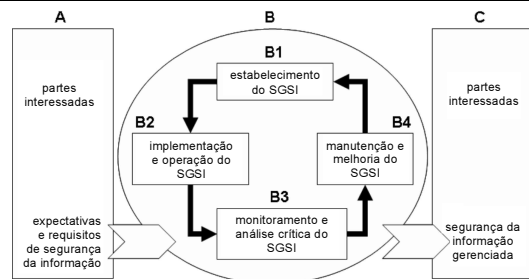 A
B
C
B1
estabelecimento
do SGSI
partes
interessadas
partes
interessadas
B2
implementação
e operação do
SGSI
B4
manutenção e
melhoria do
SGSI
B3
monitoramento e
análise crítica do
SGSI
expectativas
e requisitos
de segurança
da informação
segurança da
informação
gerenciada